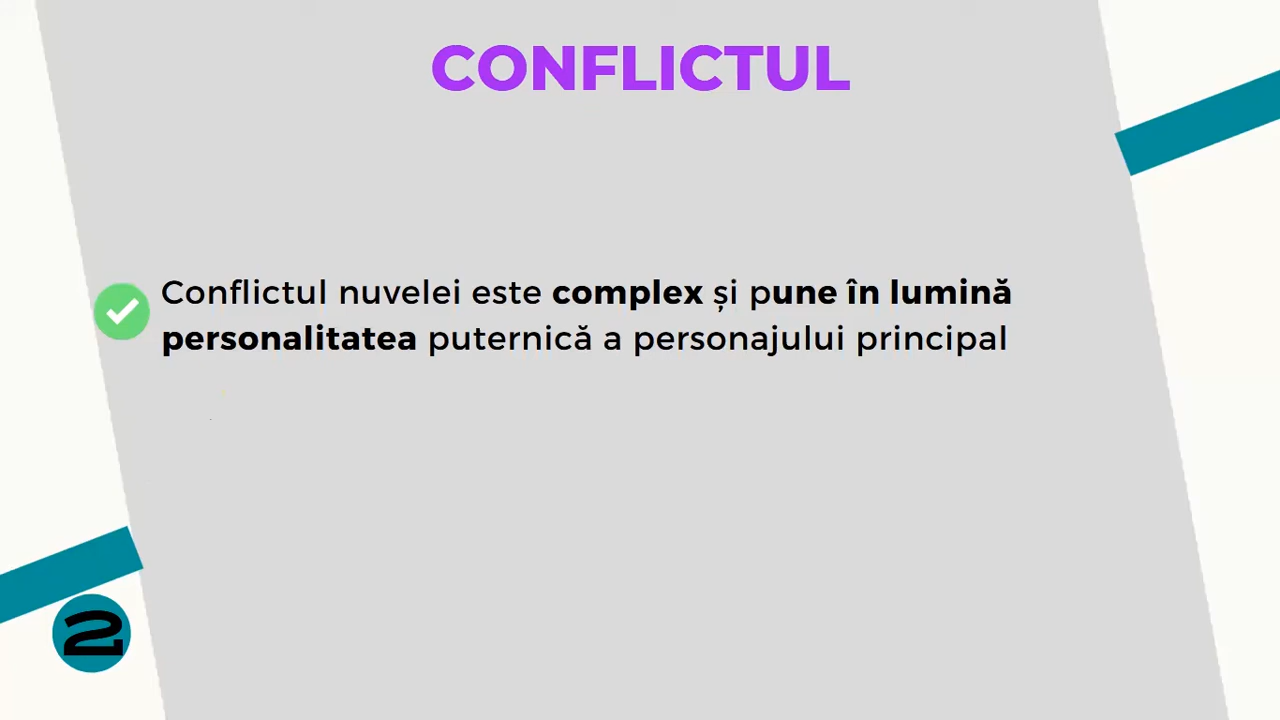 CONFLICTUL
Conflictul nuvelei este complex și pune în lumină
personalitatea puternică a personajului principal
2